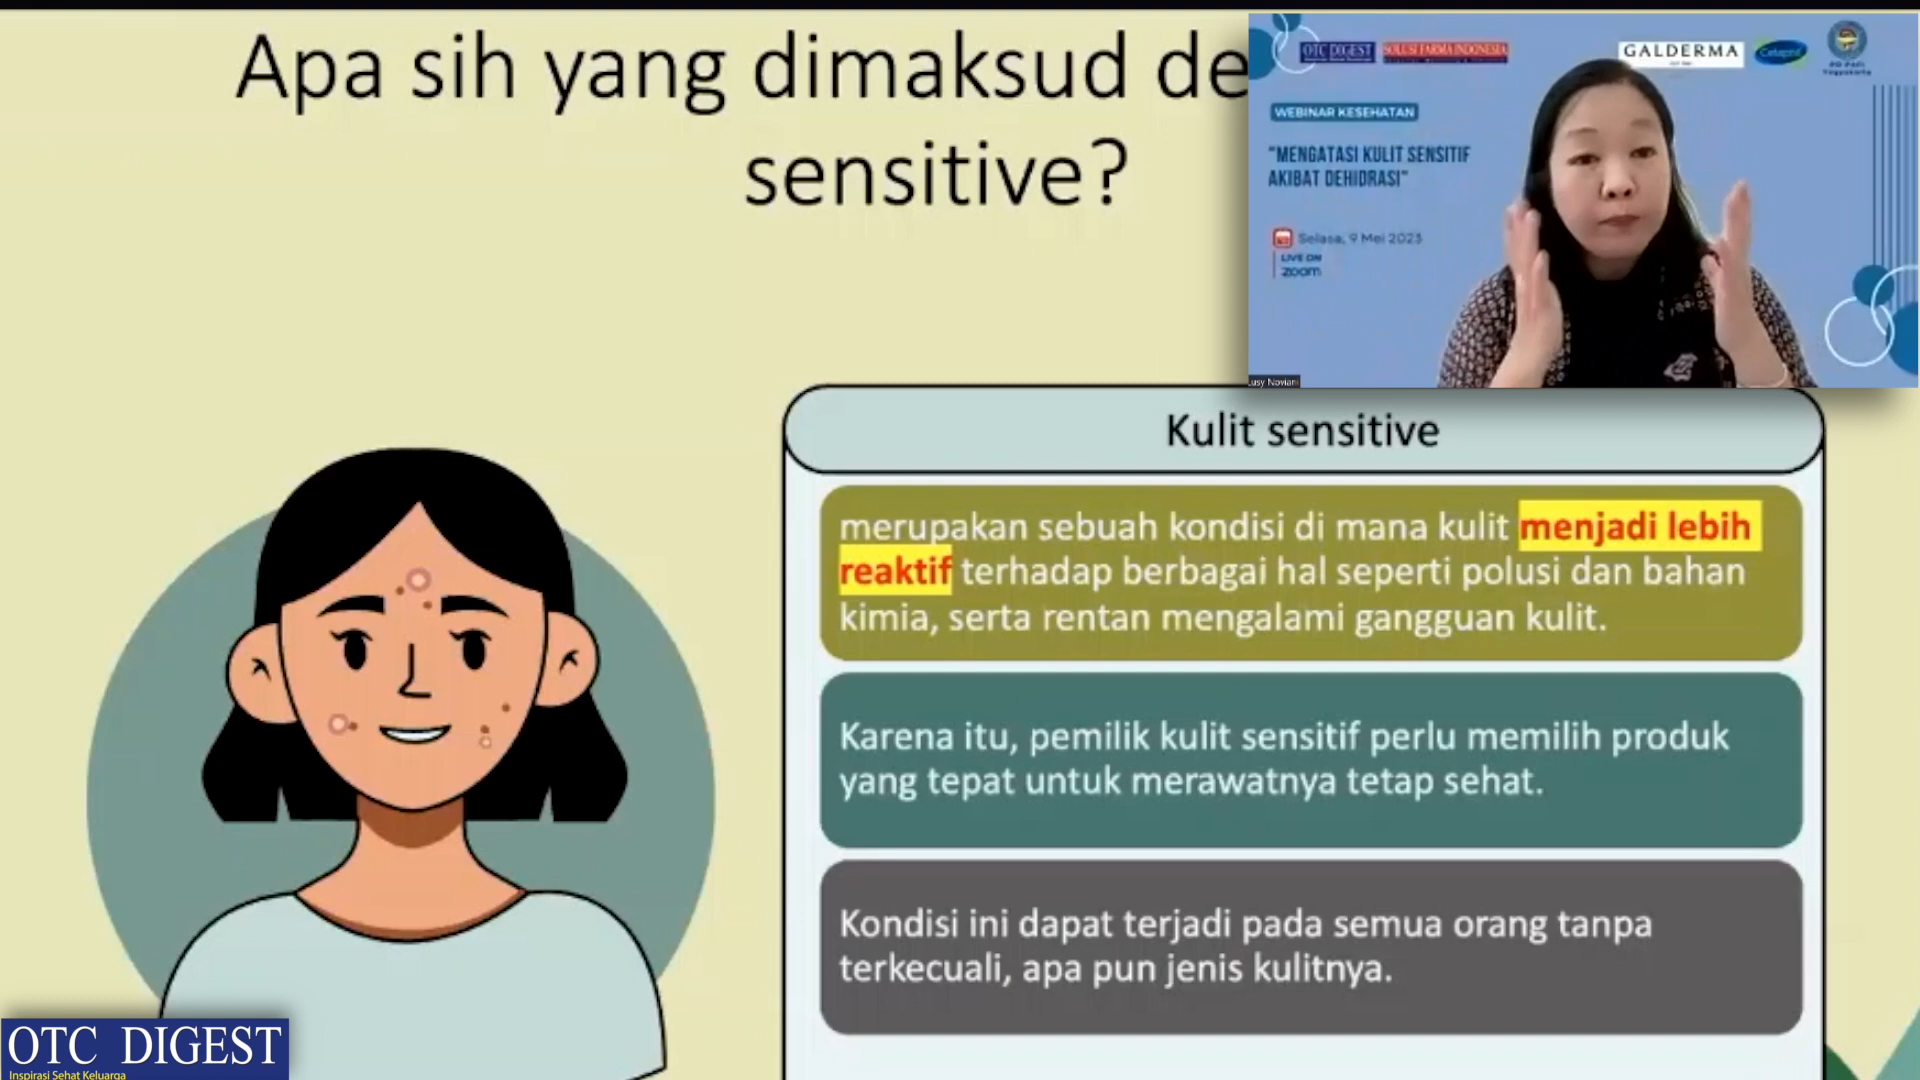 Apa sih yang dimaksud de
sensitive?
OTC DIGEST
SOLUSI FARMA INDONESIA
GALDERMA
Cetaphil
PD PAFI
Yogyakarta
WEBINAR KESEHATAN
"MENGATASI KULIT SENSITIF
AKIBAT DEHIDRASI"
Selasa, 9 Mei 2023
LIVE ON
zoom
Lusy Noviani
Kulit sensitive
merupakan sebuah kondisi di mana kulit menjadi lebih
reaktif terhadap berbagai hal seperti polusi dan bahan
kimia, serta rentan mengalami gangguan kulit.
Karena itu, pemilik kulit sensitif perlu memilih produk
yang tepat untuk merawatnya tetap sehat.
Kondisi ini dapat terjadi pada semua orang tanpa
terkecuali, apa pun jenis kulitnya.
OTC DIGEST
Inspirasi Sehat Keluarga